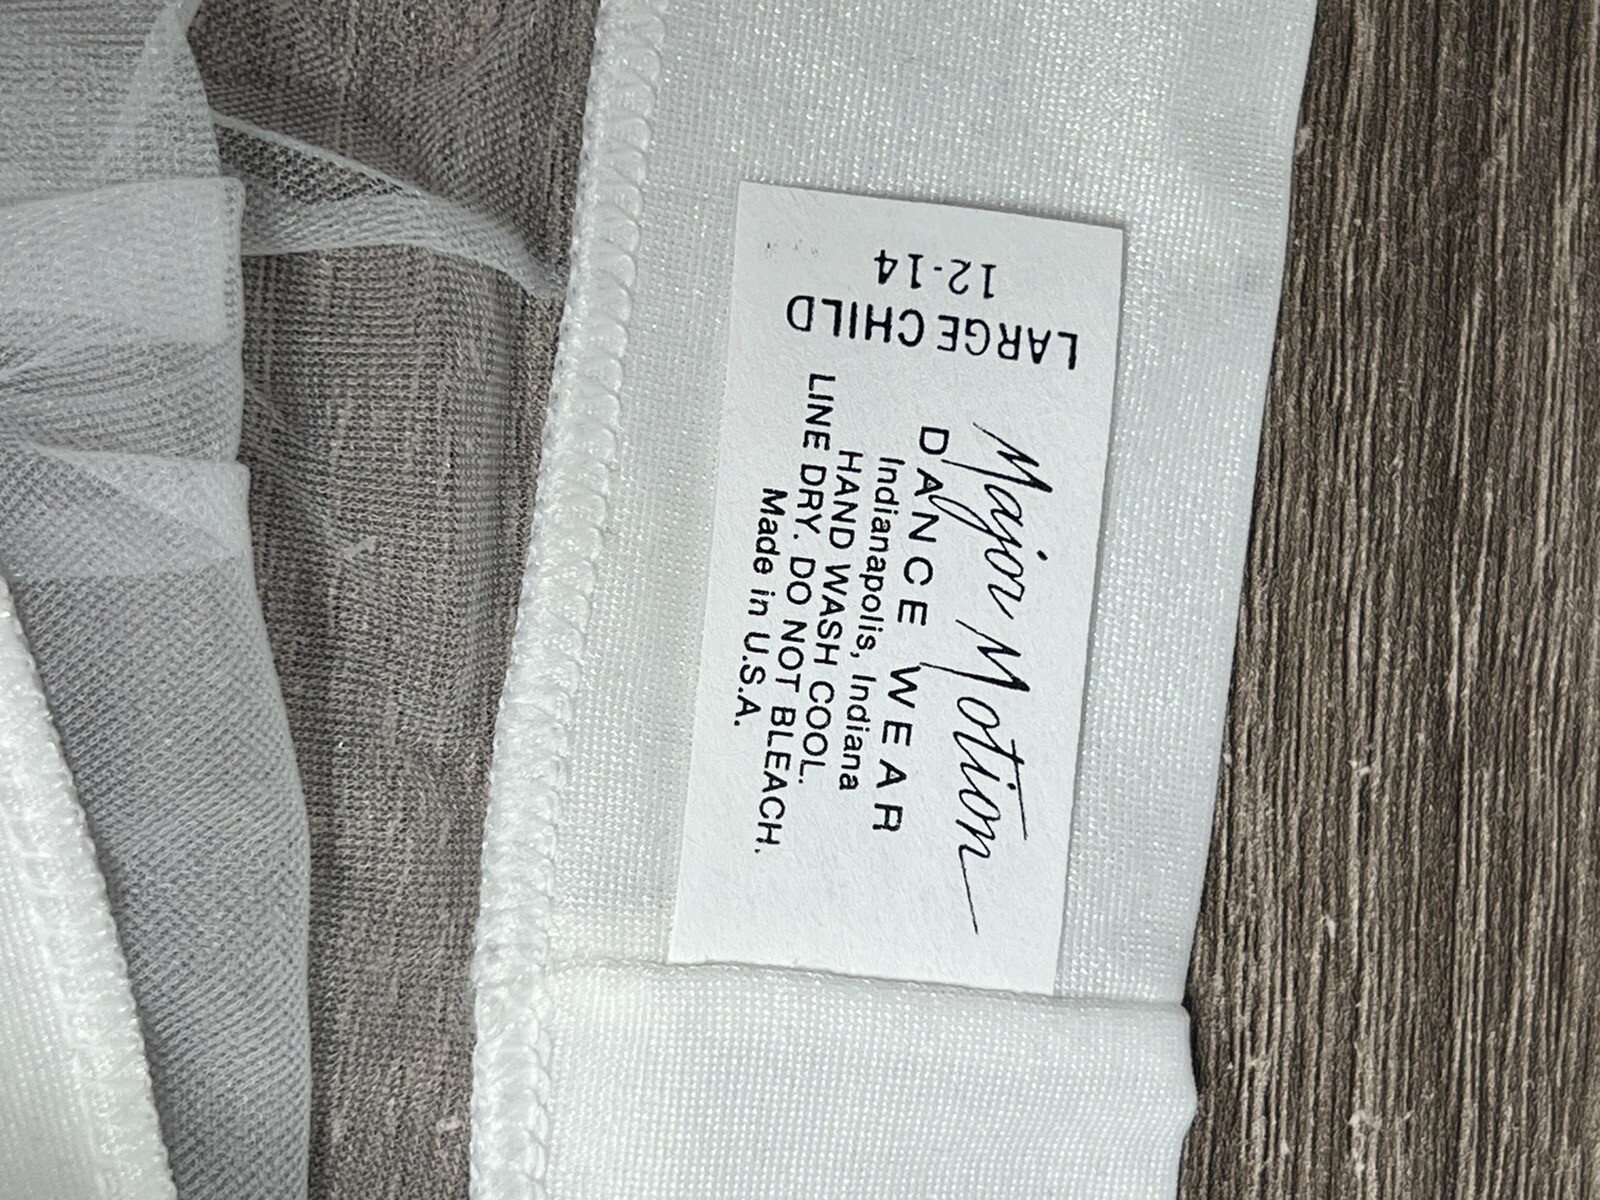 LARGE CHILD
12-14
Major Motion
DANCE WEAR
Indianapolis, Indiana
HAND WASH COOL.
LINE DRY. DO NOT BLEACH.
Made in U.S.A.